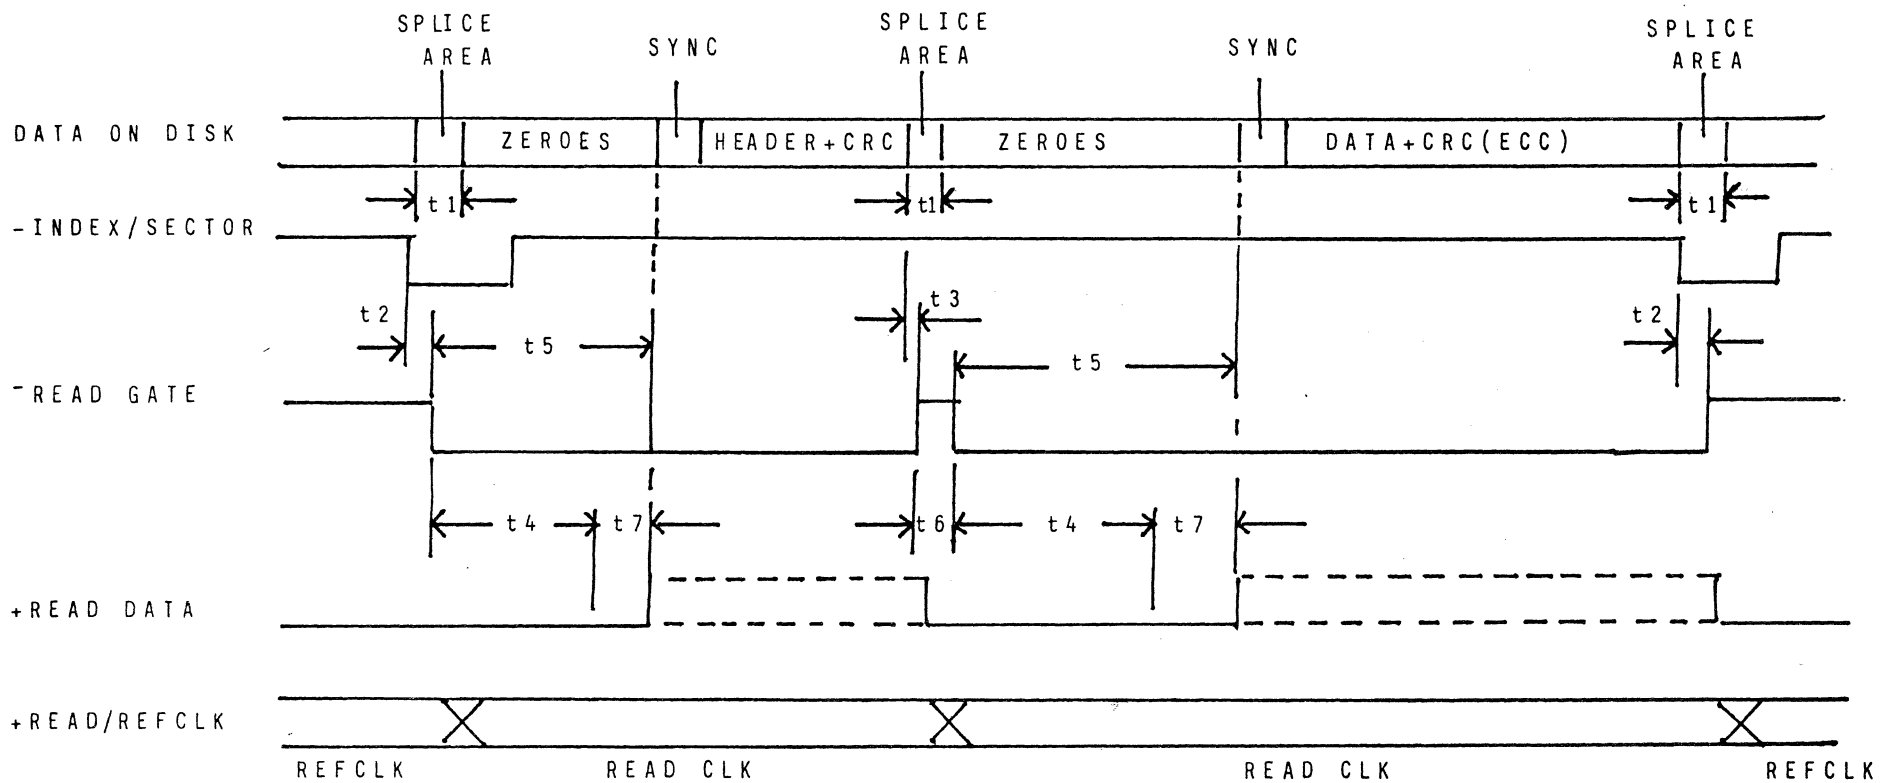 SPLICE
AREA
SYNC
SPLICE
AREA
SYNC
SPLICE
AREA
DATA ON DISK
ZEROES
HEADER+CRC
ZEROES
DATA+CRC(ECC)
t1
t1
t1
-INDEX/SECTOR
t2
t3
t2
t5
t5
-READ GATE
t4
t7
t6
t4
t7
+READ DATA
+READ/REFCLK
REFCLK
READ CLK
READ CLK
REFCLK